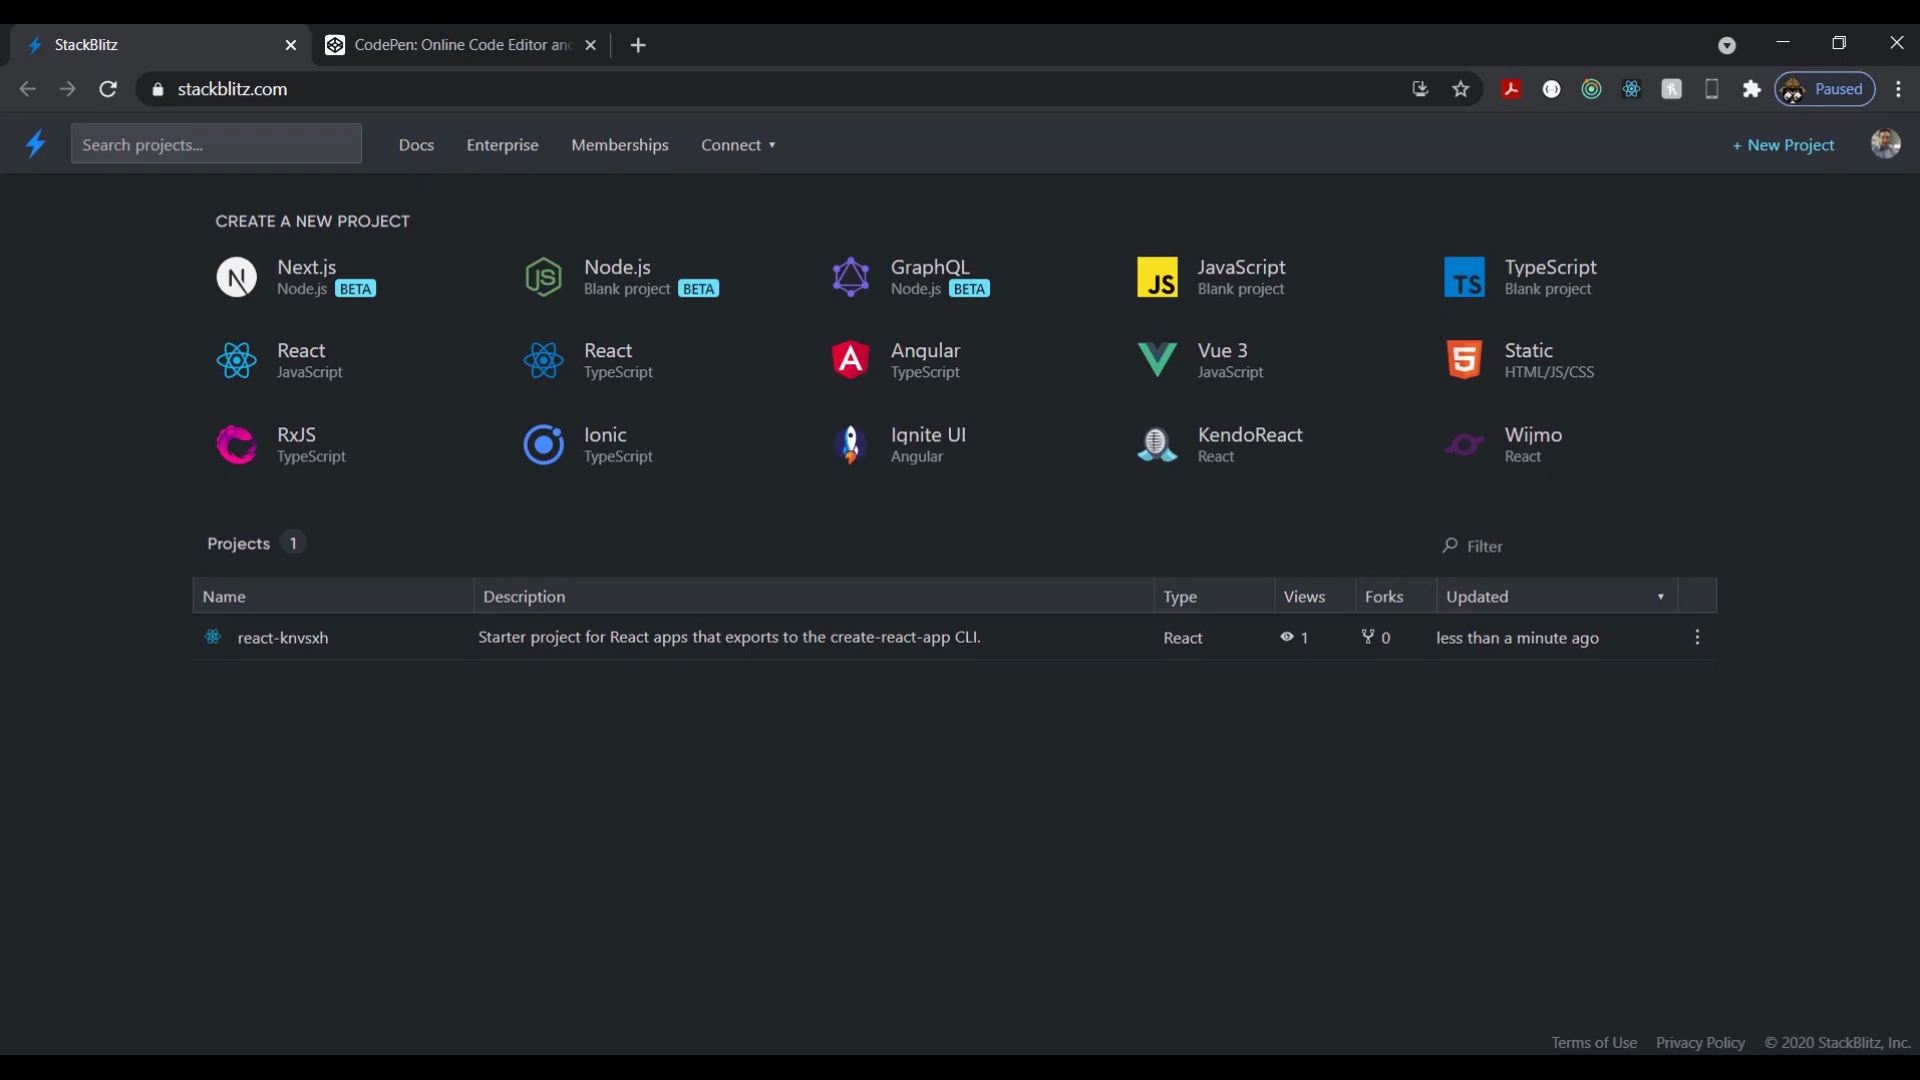 StackBlitz
CodePen: Online Code Editor an
stackblitz.com
Paused
Search projects...
Docs
Enterprise
Memberships
Connect
+ New Project
CREATE A NEW PROJECT
Next.js
Node.js BETA
Node.js
Blank project BETA
GraphQL
Node.js BETA
JS
JavaScript
Blank project
TS
TypeScript
Blank project
React
JavaScript
React
TypeScript
Angular
TypeScript
Vue 3
JavaScript
Static
HTML/JS/CSS
RxJS
TypeScript
Ionic
TypeScript
Ignite UI
Angular
KendoReact
React
Wijmo
React
Projects 1
Filter
Name Description Type Views Forks Updated
react-knvsxh Starter project for React apps that exports to the create-react-app CLI. React 1 0 less than a minute ago
Terms of Use Privacy Policy © 2020 StackBlitz, Inc.